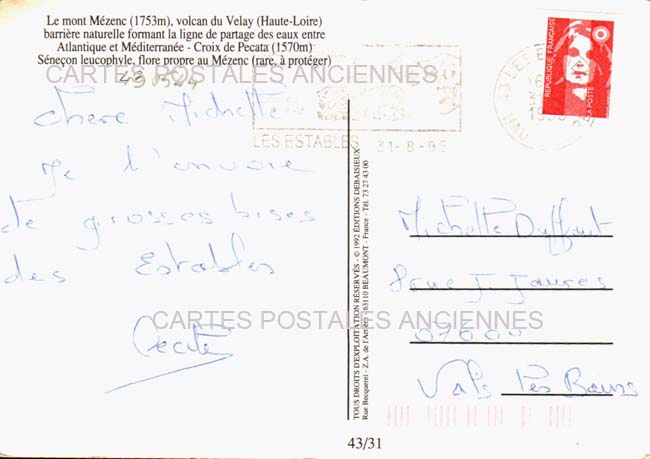 Le mont Mézenc (1753m), volcan du Velay (Haute-Loire)
barrière naturelle formant la ligne de partage des eaux entre
Atlantique et Méditerranée - Croix de Pecata (1570m)
Séneçon leucophyle, flore propre au Mézenc (rare, à protéger)
CARTES POSTALES ANCIENNES
Chère Michelle
Je t'envoie
de grosses bises
des Estables
Cecile
LES ESTABLES 31-8-95
REPUBLIQUE FRANÇAISE
LA POSTE
TOUS DROITS D'EXPLOITATION RÉSERVÉS - © 1992 ÉDITIONS DEBAISIEUX
Rue Becquerel - Z.A. de l'Artière - 63110 BEAUMONT - France - Tél. 73 27 43 00
Michelle
rue J. Jaures
Vals les Bains
CARTES POSTALES ANCIENNES
43/31